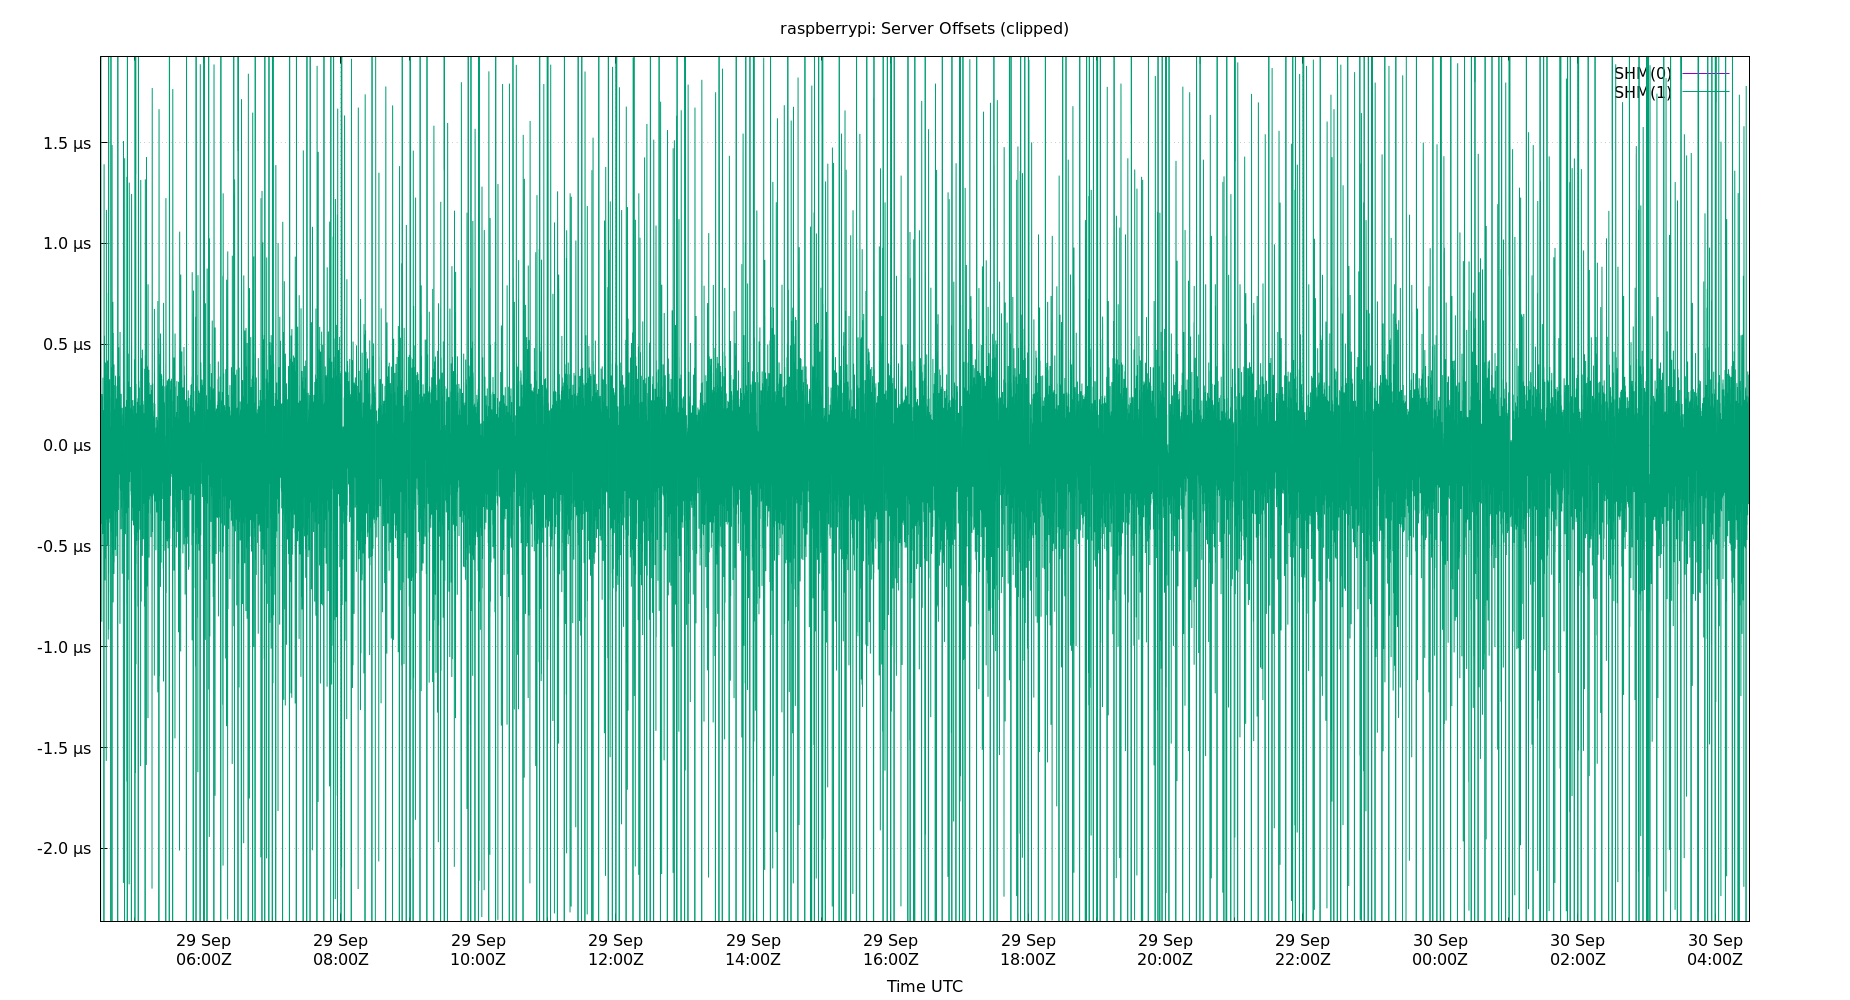 raspberrypi: Server Offsets (clipped)
SHM(0)
SHM(1)
1.5 µs
1.0 µs
0.5 µs
0.0 µs
-0.5 µs
-1.0 µs
-1.5 µs
-2.0 µs
29 Sep 29 Sep 29 Sep 29 Sep 29 Sep 29 Sep 29 Sep 29 Sep 29 Sep 30 Sep 30 Sep 30 Sep
06:00Z 08:00Z 10:00Z 12:00Z 14:00Z 16:00Z 18:00Z 20:00Z 22:00Z 00:00Z 02:00Z 04:00Z
Time UTC